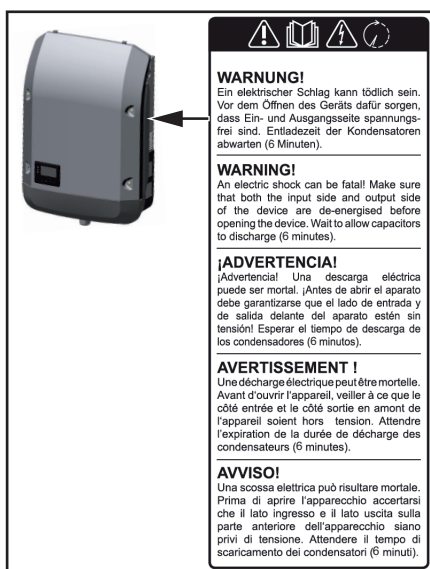 WARNUNG!
Ein elektrischer Schlag kann tödlich sein.
Vor dem Öffnen des Geräts dafür sorgen,
dass Ein- und Ausgangsseite spannungs-
frei sind. Entladezeit der Kondensatoren
abwarten (6 Minuten).
WARNING!
An electric shock can be fatal! Make sure
that both the input side and output side
of the device are de-energised before
opening the device. Wait to allow capacitors
to discharge (6 minutes).
¡ADVERTENCIA!
¡Advertencia! Una descarga eléctrica
puede ser mortal. ¡Antes de abrir el aparato
debe garantizarse que el lado de entrada y
de salida delante del aparato estén sin
tensión! Esperar el tiempo de descarga de
los condensadores (6 minutos).
AVERTISSEMENT !
Une décharge électrique peut être mortelle.
Avant d'ouvrir l'appareil, veiller à ce que le
côté entrée et le côté sortie en amont de
l'appareil soient hors tension. Attendre
l'expiration de la durée de décharge des
condensateurs (6 minutes).
AVVISO!
Una scossa elettrica può risultare mortale.
Prima di aprire l'apparecchio accertarsi
che il lato ingresso e il lato uscita sulla
parte anteriore dell'apparecchio siano
privi di tensione. Attendere il tempo di
scaricamento dei condensatori (6 minuti).